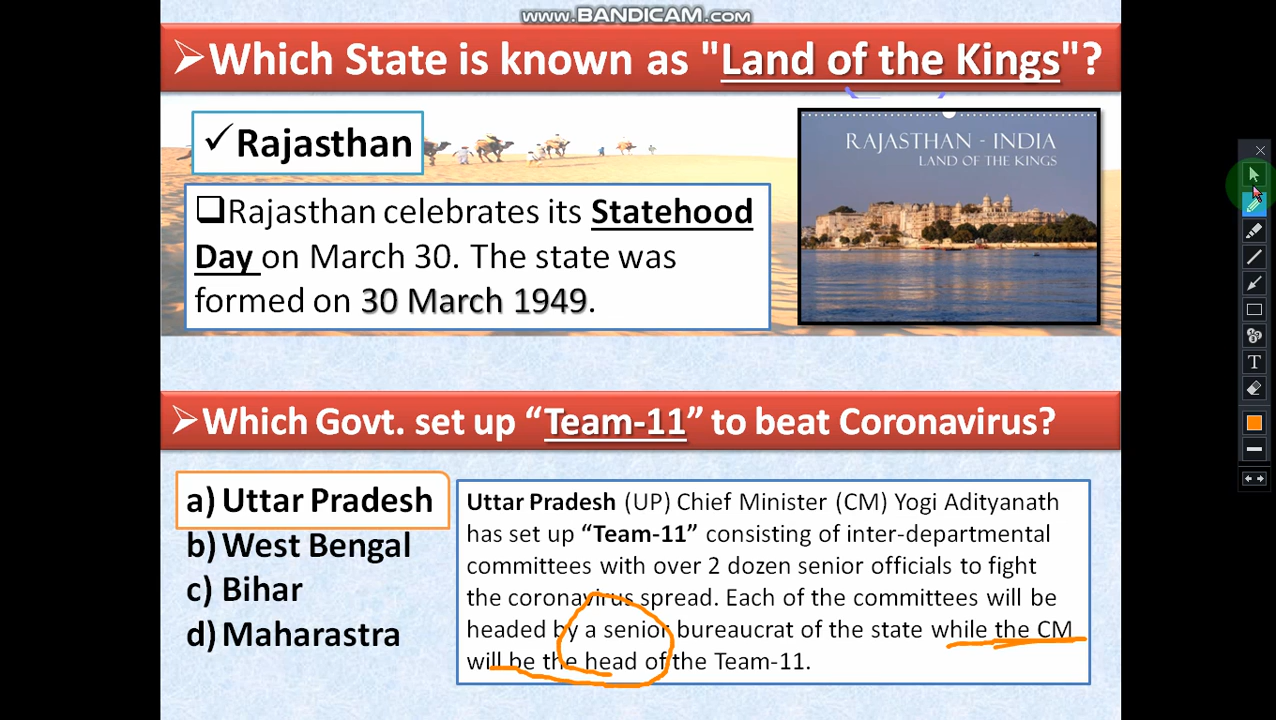 www.BANDICAM.com
➢Which State is known as "Land of the Kings"?
✓Rajasthan
RAJASTHAN - INDIA
LAND OF THE KINGS
❑Rajasthan celebrates its Statehood
Day on March 30. The state was
formed on 30 March 1949.
➢Which Govt. set up “Team-11” to beat Coronavirus?
a) Uttar Pradesh
b) West Bengal
c) Bihar
d) Maharastra
Uttar Pradesh (UP) Chief Minister (CM) Yogi Adityanath
has set up “Team-11” consisting of inter-departmental
committees with over 2 dozen senior officials to fight
the coronavirus spread. Each of the committees will be
headed by a senior bureaucrat of the state while the CM
will be the head of the Team-11.
T